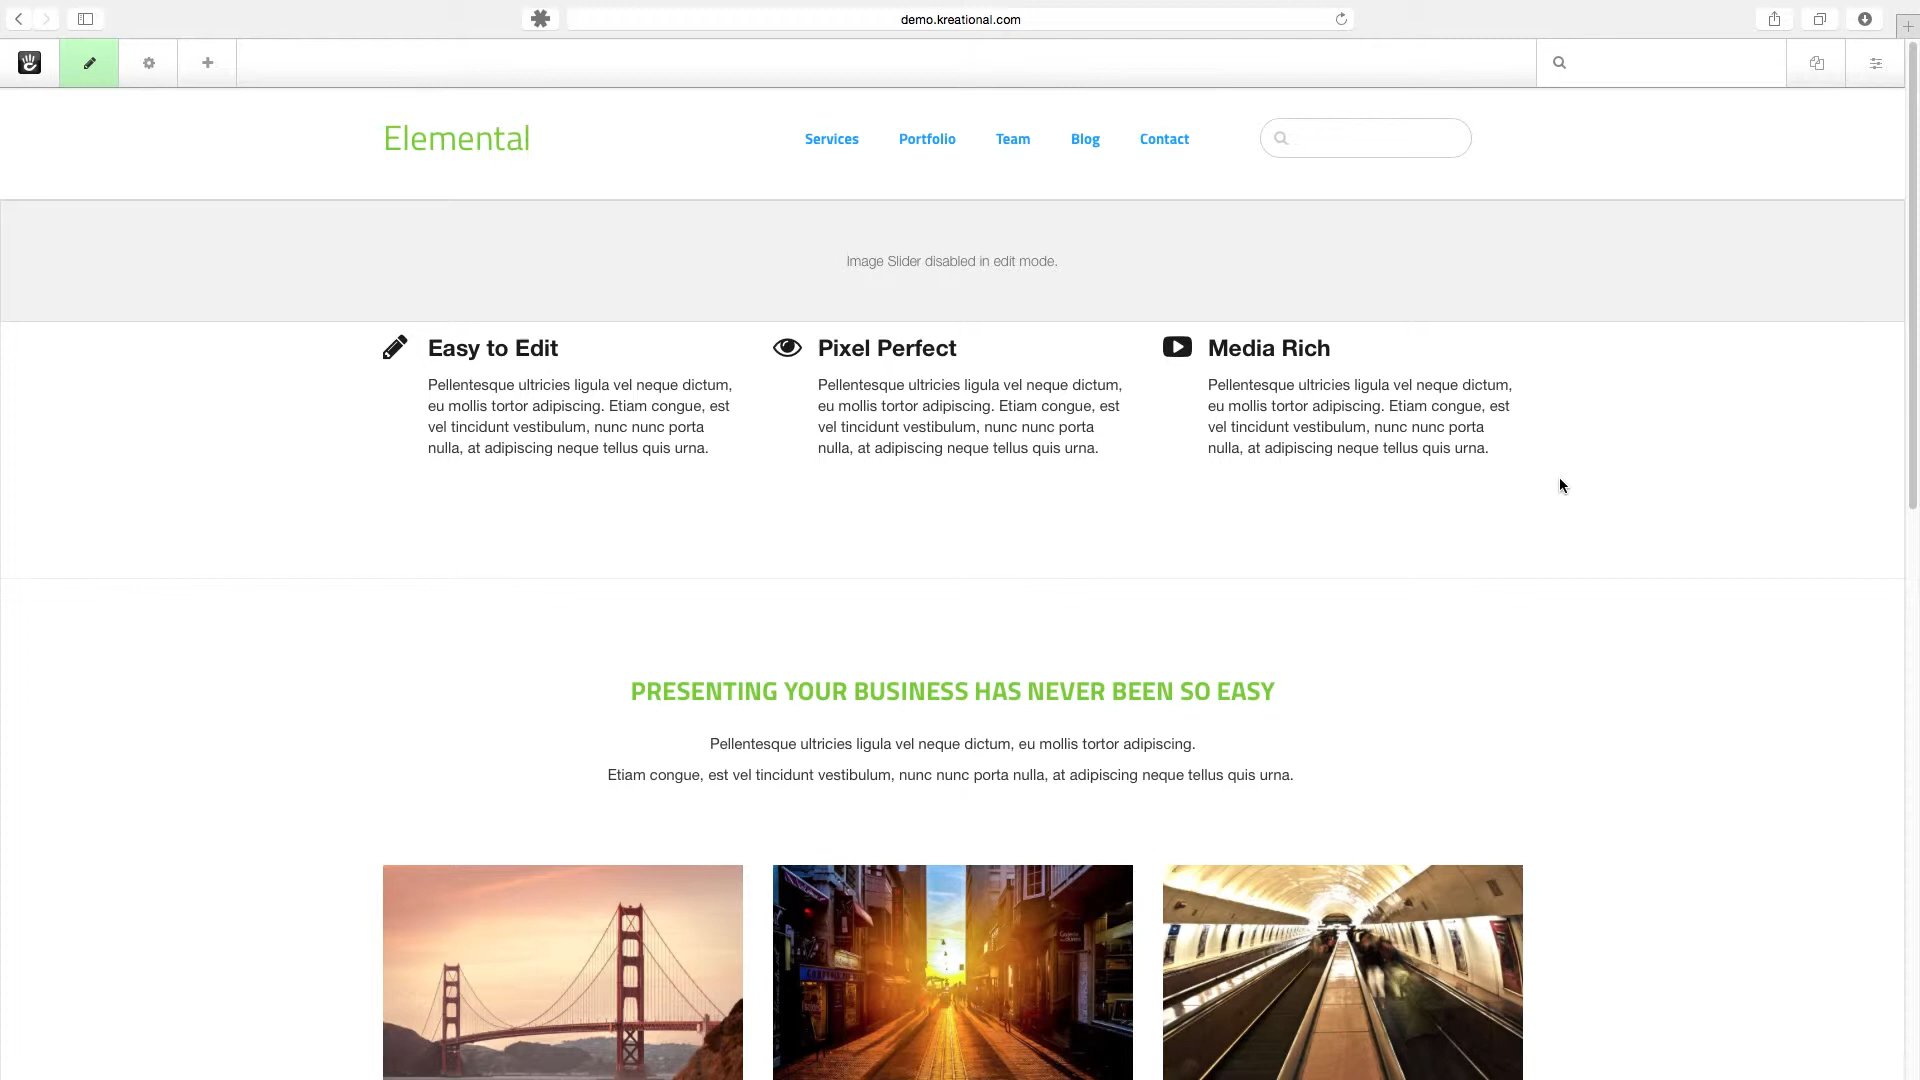 demo.kreational.com
Elemental
Services
Portfolio
Team
Blog
Contact
Image Slider disabled in edit mode.
Easy to Edit
Pellentesque ultricies ligula vel neque dictum,
eu mollis tortor adipiscing. Etiam congue, est
vel tincidunt vestibulum, nunc nunc porta
nulla, at adipiscing neque tellus quis urna.
Pixel Perfect
Pellentesque ultricies ligula vel neque dictum,
eu mollis tortor adipiscing. Etiam congue, est
vel tincidunt vestibulum, nunc nunc porta
nulla, at adipiscing neque tellus quis urna.
Media Rich
Pellentesque ultricies ligula vel neque dictum,
eu mollis tortor adipiscing. Etiam congue, est
vel tincidunt vestibulum, nunc nunc porta
nulla, at adipiscing neque tellus quis urna.
PRESENTING YOUR BUSINESS HAS NEVER BEEN SO EASY
Pellentesque ultricies ligula vel neque dictum, eu mollis tortor adipiscing.
Etiam congue, est vel tincidunt vestibulum, nunc nunc porta nulla, at adipiscing neque tellus quis urna.